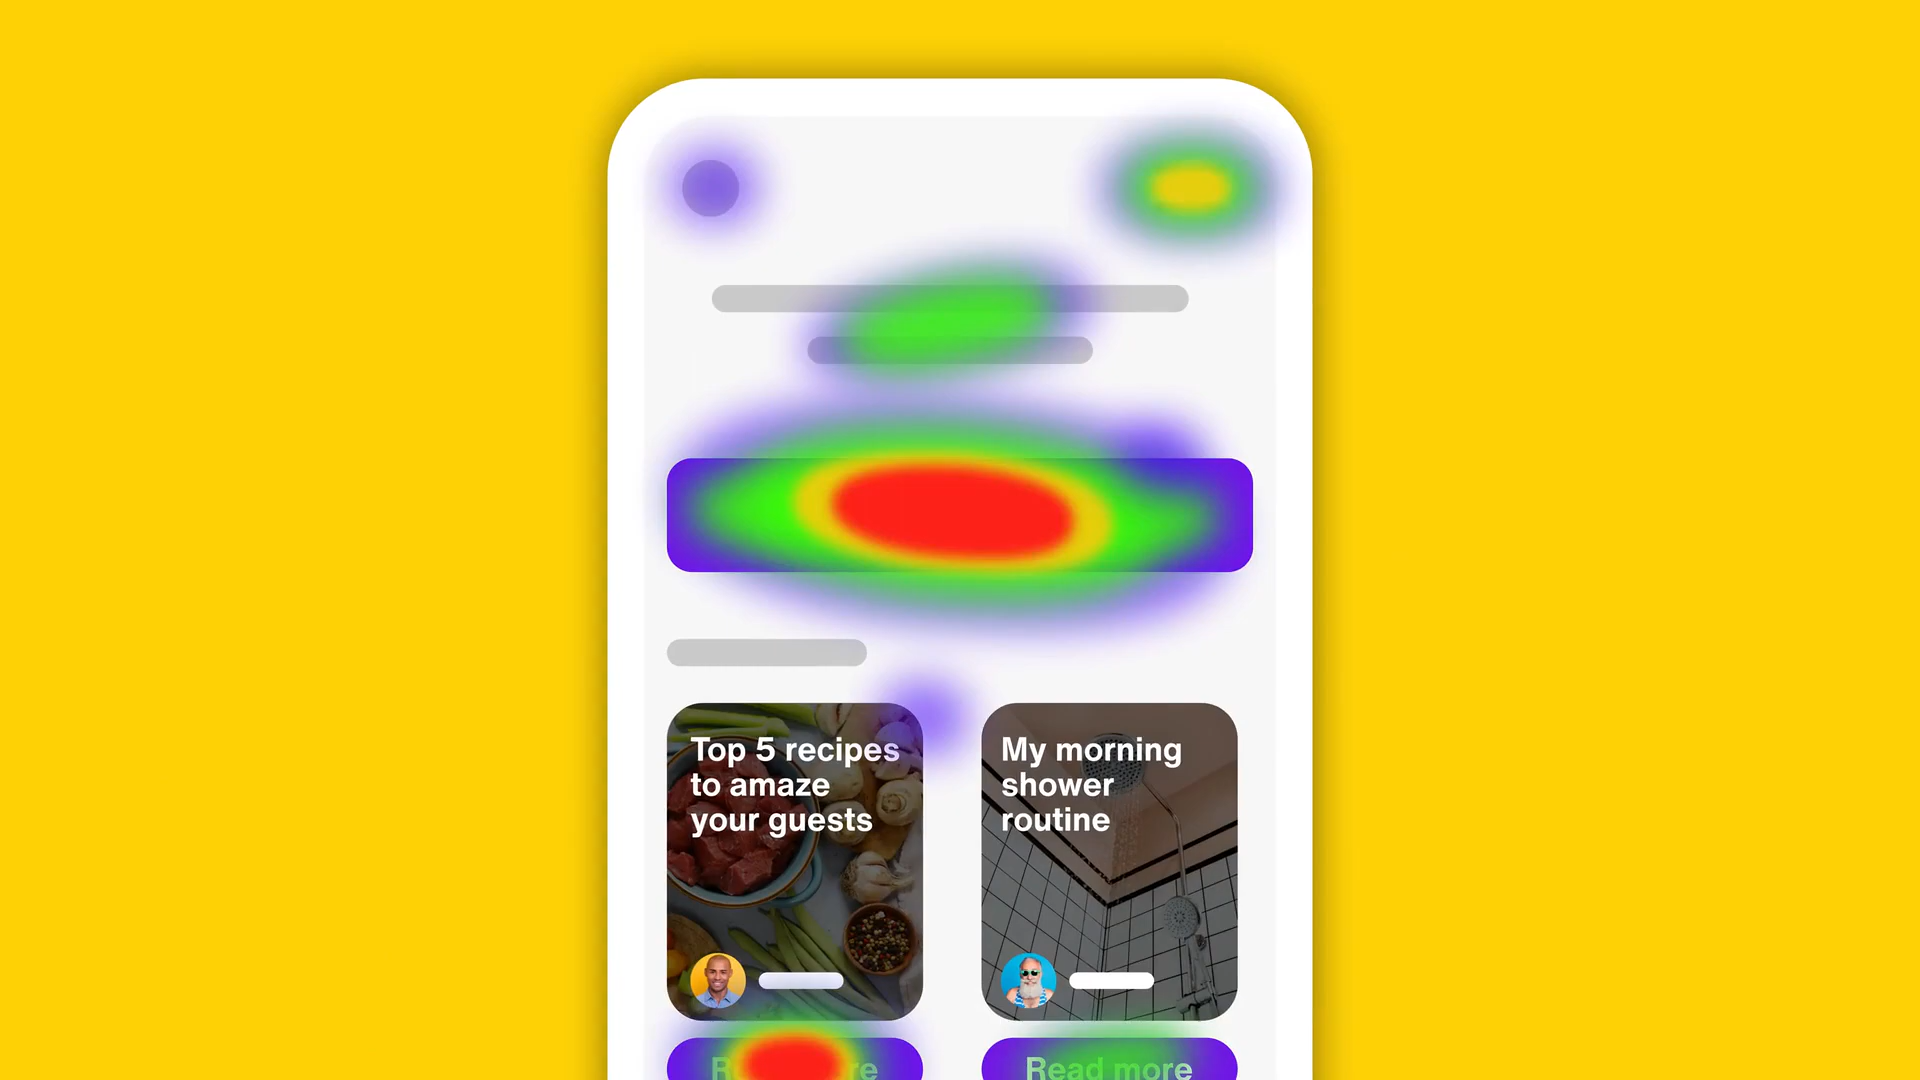 Top 5 recipes
to amaze
your guests
My morning
shower
routine
Read more